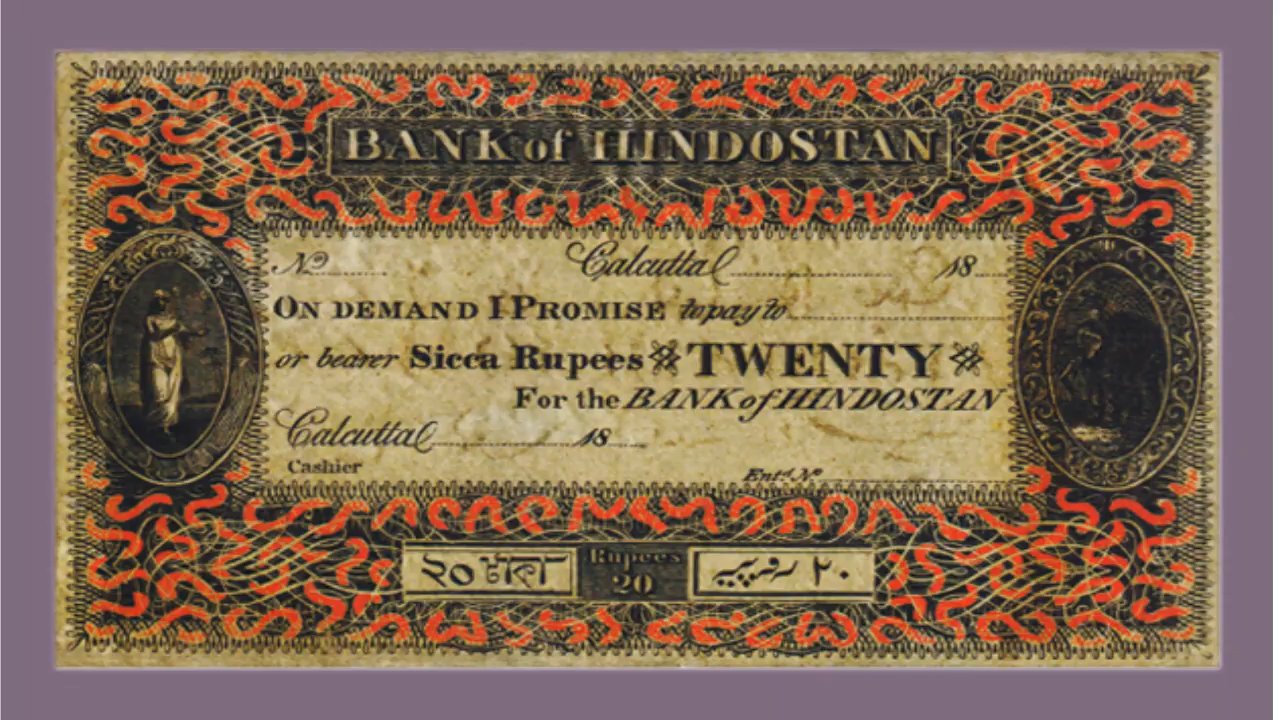 BANK of HINDOSTAN
No Calcutta 18
ON DEMAND I PROMISE to pay to
or bearer Sicca Rupees TWENTY
For the BANK of HINDOSTAN
Calcutta 18
Cashier
Entd No
২০ টাকা Rupees 20 ۲۰ روپیہ